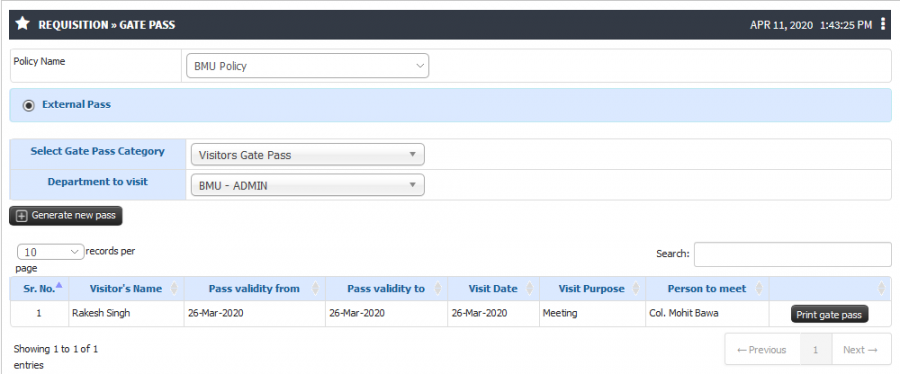 REQUISITION » GATE PASS APR 11, 2020 1:43:25 PM
Policy Name BMU Policy
External Pass
Select Gate Pass Category Visitors Gate Pass
Department to visit BMU - ADMIN
Generate new pass
10 records per
page
Search:
Sr. No. Visitor's Name Pass validity from Pass validity to Visit Date Visit Purpose Person to meet
1 Rakesh Singh 26-Mar-2020 26-Mar-2020 26-Mar-2020 Meeting Col. Mohit Bawa Print gate pass
Showing 1 to 1 of 1
entries
← Previous 1 Next →